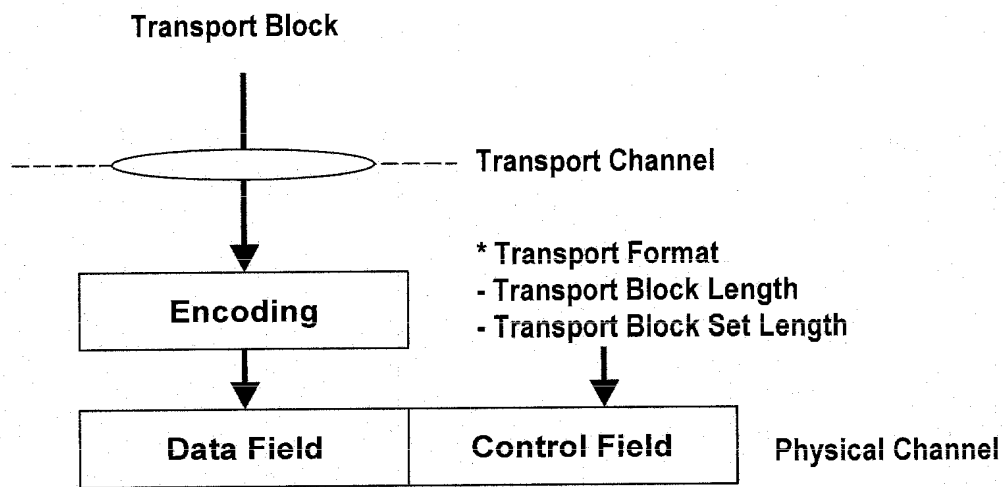 Transport Block
Transport Channel
* Transport Format
- Transport Block Length
- Transport Block Set Length
Encoding
Data Field
Control Field
Physical Channel